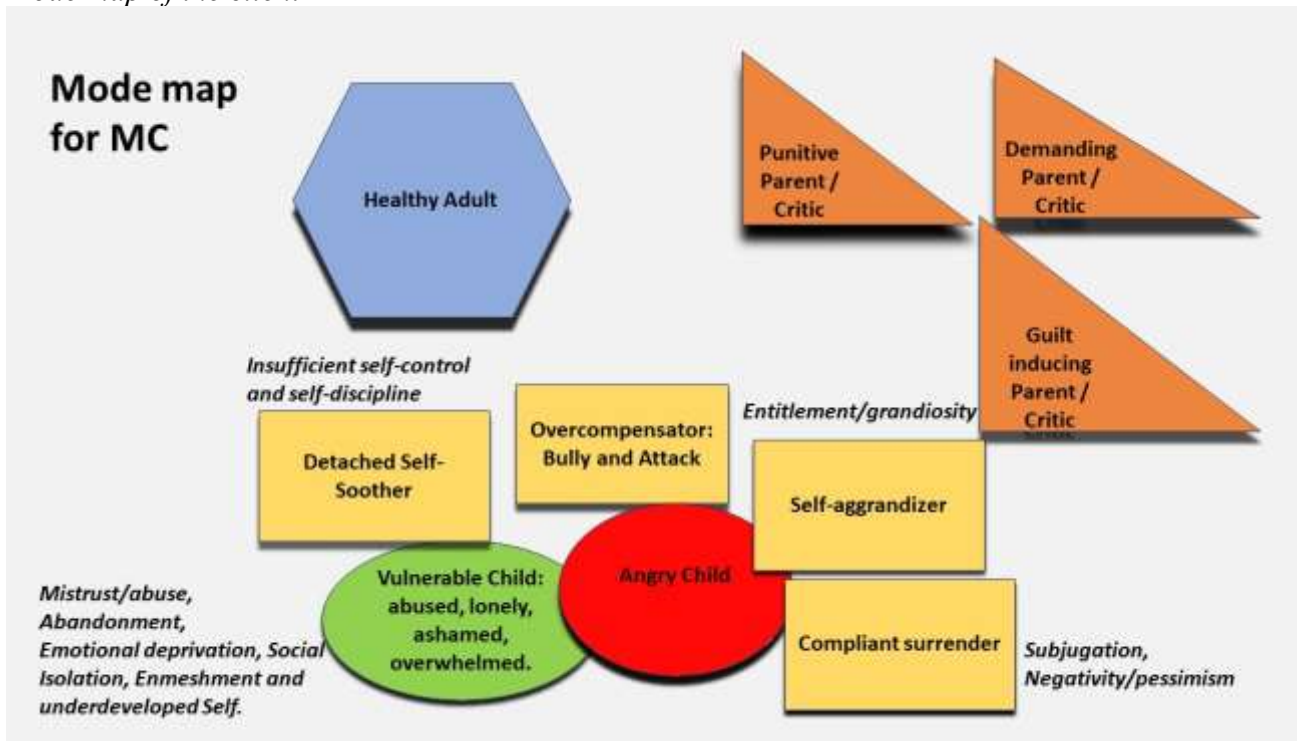 Mode map
for MC
Healthy Adult
Punitive
Parent /
Critic
Demanding
Parent /
Critic
Guilt
inducing
Parent /
Critic
Insufficient self-control
and self-discipline
Detached Self-
Soother
Overcompensator:
Bully and Attack
Entitlement/grandiosity
Self-aggrandizer
Vulnerable Child:
abused, lonely,
ashamed,
overwhelmed.
Angry Child
Compliant surrender
Mistrust/abuse,
Abandonment,
Emotional deprivation, Social
Isolation, Enmeshment and
underdeveloped Self.
Subjugation,
Negativity/pessimism